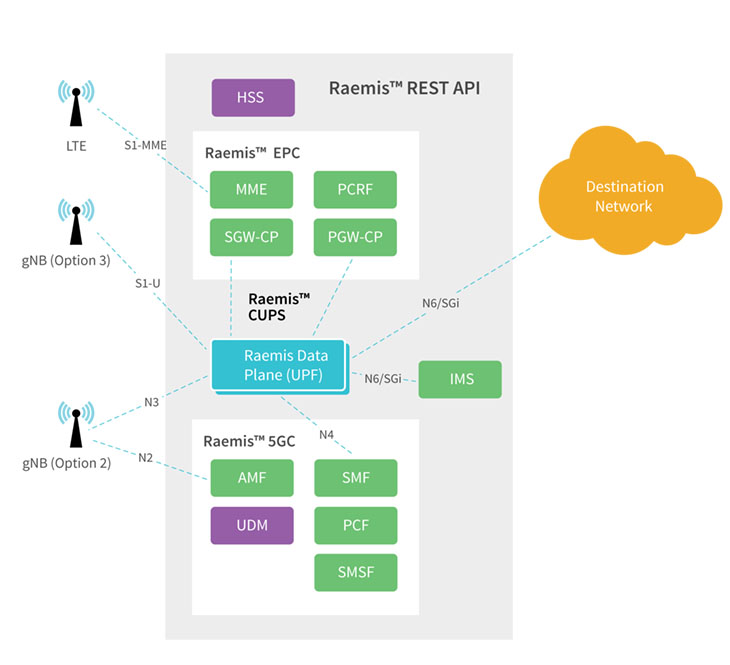 Raemis™ REST API
HSS
LTE
S1-MME
Raemis™ EPC
MME
PCRF
SGW-CP
PGW-CP
Destination
Network
gNB (Option 3)
S1-U
Raemis™
CUPS
N6/SGi
Raemis Data
Plane (UPF)
N6/SGi
IMS
N3
gNB (Option 2)
N2
N4
Raemis™ 5GC
AMF
SMF
UDM
PCF
SMSF